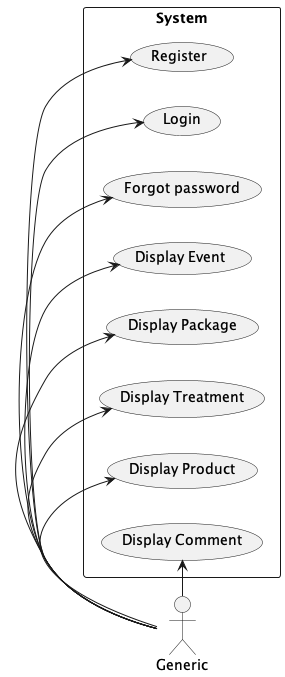 System
Register
Login
Forgot password
Display Event
Display Package
Display Treatment
Display Product
Display Comment
Generic